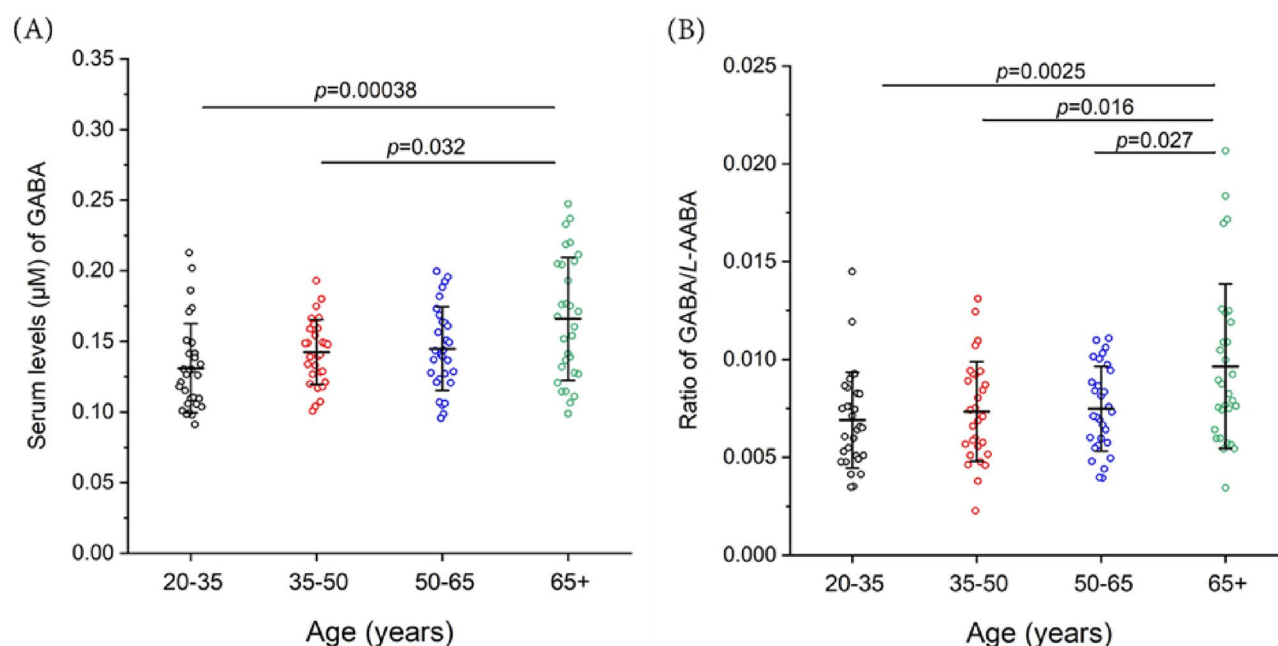 (A)
Serum levels (μM) of GABA
0.35
0.30
0.25
0.20
0.15
0.10
0.05
0.00
p=0.00038
p=0.032
20-35 35-50 50-65 65+
Age (years)
(B)
Ratio of GABA/L-AABA
0.025
0.020
0.015
0.010
0.005
0.000
p=0.0025
p=0.016
p=0.027
20-35 35-50 50-65 65+
Age (years)